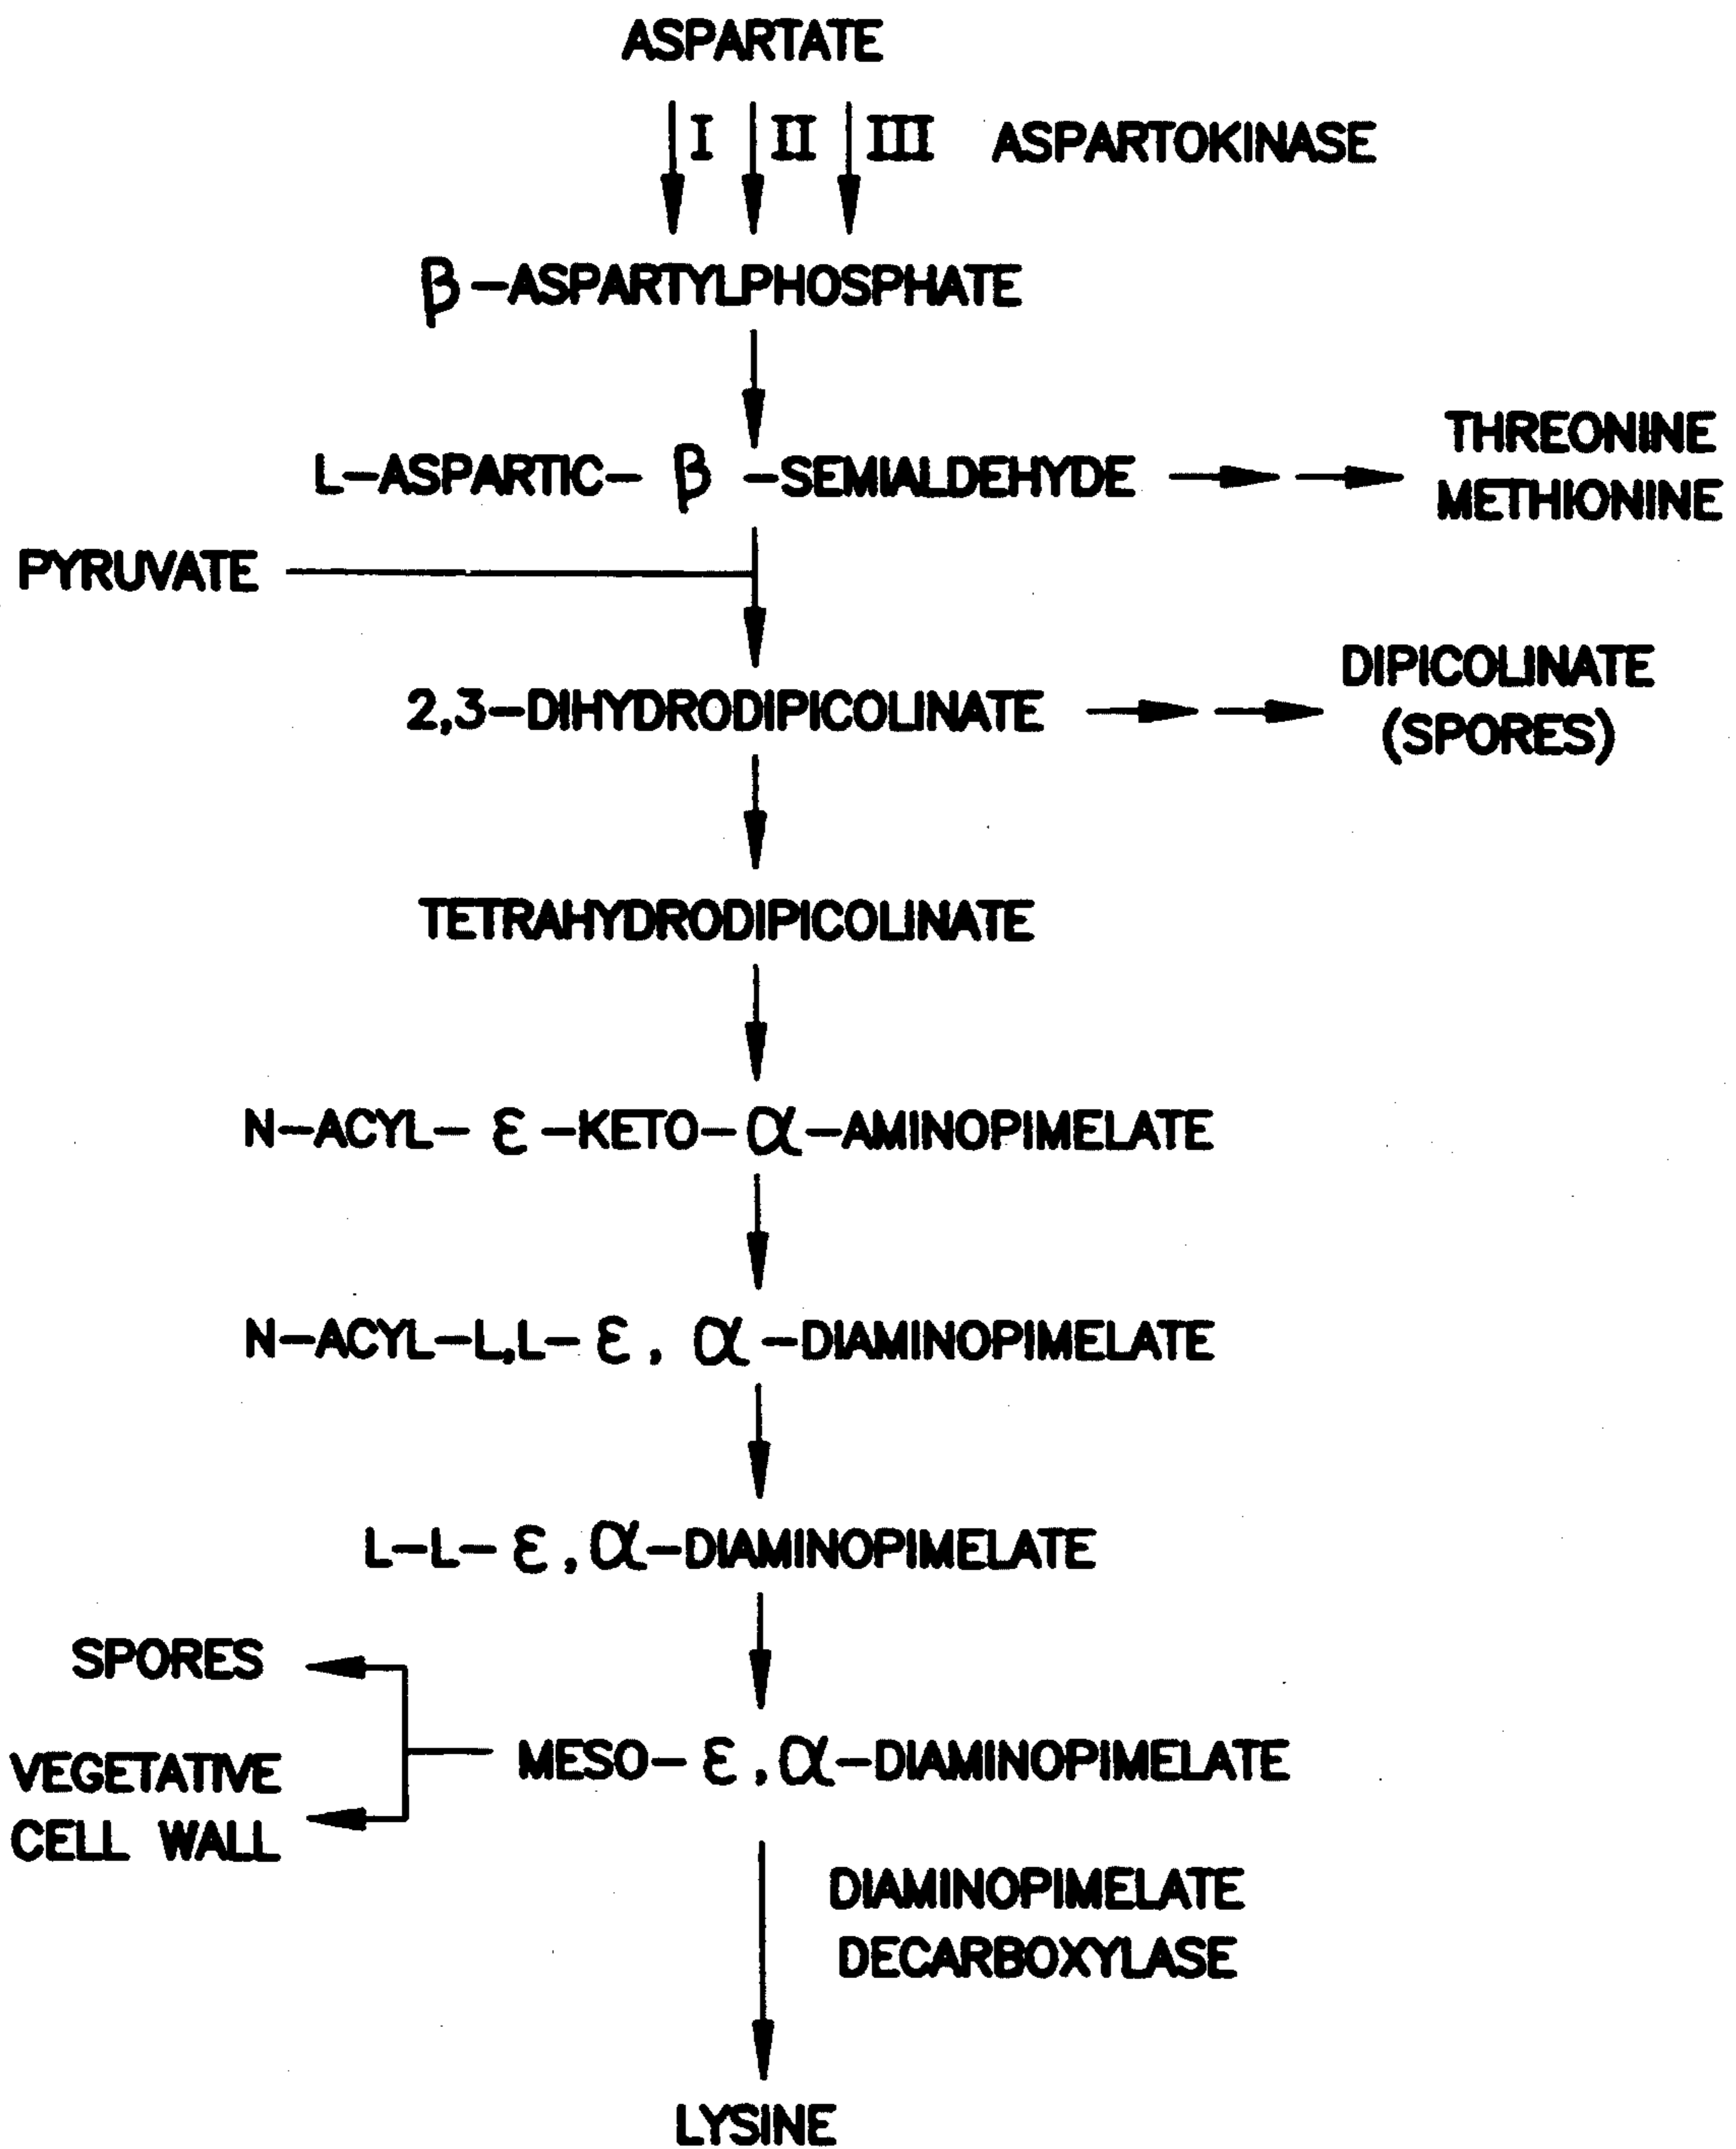 ASPARTATE
I II III ASPARTOKINASE
β-ASPARTYLPHOSPHATE
L-ASPARTIC- β -SEMIALDEHYDE
THREONINE
METHIONINE
PYRUVATE
2,3-DIHYDRODIPICOLINATE
DIPICOLINATE
(SPORES)
TETRAHYDRODIPICOLINATE
N-ACYL- ε -KETO-α-AMINOPIMELATE
N-ACYL-L,L- ε , α -DIAMINOPIMELATE
L-L- ε ,α-DIAMINOPIMELATE
SPORES
VEGETATIVE
CELL WALL
MESO- ε ,α-DIAMINOPIMELATE
DIAMINOPIMELATE
DECARBOXYLASE
LYSINE